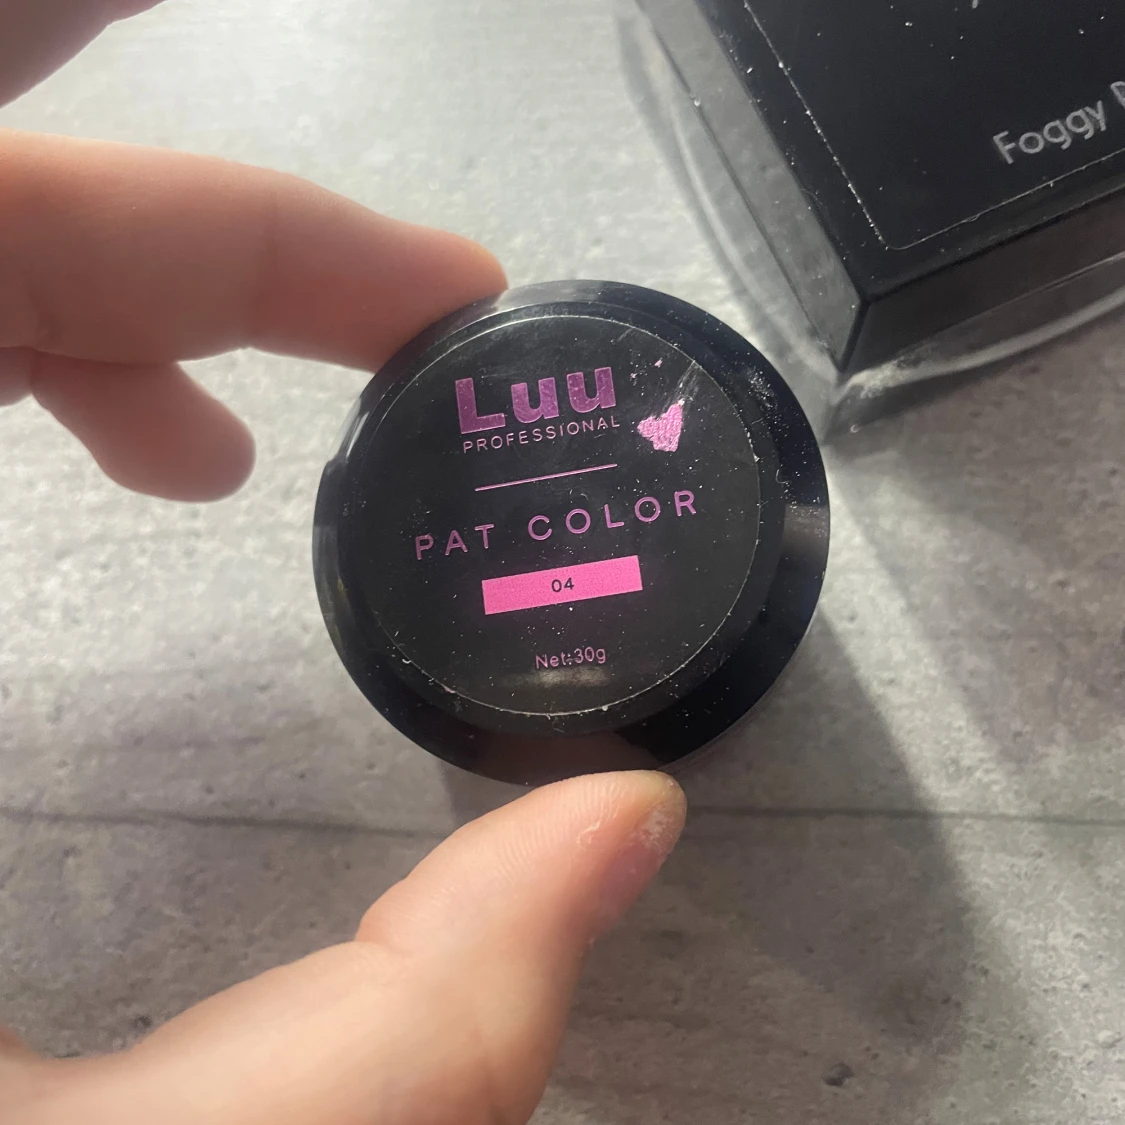 Foggy
Luu
PROFESSIONAL
PAT COLOR
04
Net:30g